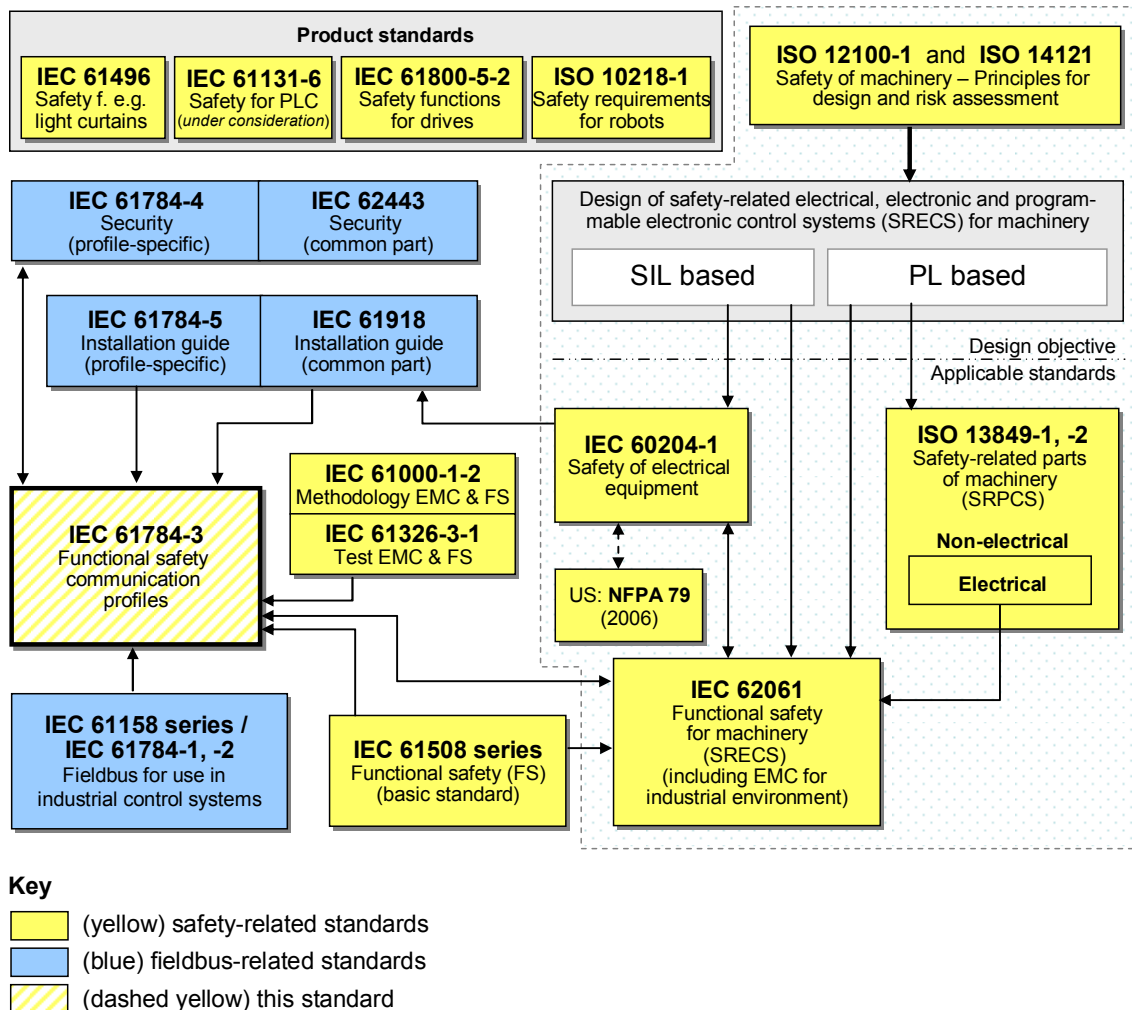 Product standards
IEC 61496
Safety f. e.g.
light curtains
IEC 61131-6
Safety for PLC
(under consideration)
IEC 61800-5-2
Safety functions
for drives
ISO 10218-1
Safety requirements
for robots
ISO 12100-1 and ISO 14121
Safety of machinery – Principles for
design and risk assessment
IEC 61784-4
Security
(profile-specific)
IEC 62443
Security
(common part)
Design of safety-related electrical, electronic and program-
mable electronic control systems (SRECS) for machinery
SIL based
PL based
IEC 61784-5
Installation guide
(profile-specific)
IEC 61918
Installation guide
(common part)
Design objective
Applicable standards
IEC 60204-1
Safety of electrical
equipment
ISO 13849-1, -2
Safety-related parts
of machinery
(SRPCS)
Non-electrical
Electrical
IEC 61000-1-2
Methodology EMC & FS
IEC 61326-3-1
Test EMC & FS
IEC 61784-3
Functional safety
communication
profiles
US: NFPA 79
(2006)
IEC 62061
Functional safety
for machinery
(SRECS)
(including EMC for
industrial environment)
IEC 61158 series /
IEC 61784-1, -2
Fieldbus for use in
industrial control systems
IEC 61508 series
Functional safety (FS)
(basic standard)
Key
(yellow) safety-related standards
(blue) fieldbus-related standards
(dashed yellow) this standard